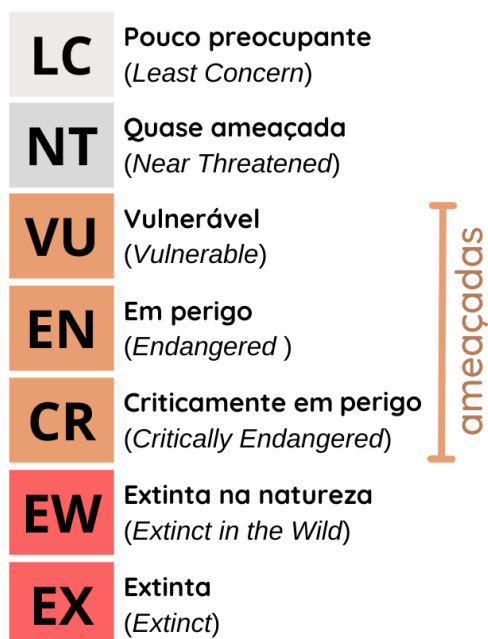 LC
Pouco preocupante
(Least Concern)
NT
Quase ameaçada
(Near Threatened)
VU
Vulnerável
(Vulnerable)
EN
Em perigo
(Endangered )
CR
Criticamente em perigo
(Critically Endangered)
EW
Extinta na natureza
(Extinct in the Wild)
EX
Extinta
(Extinct)
ameaçadas